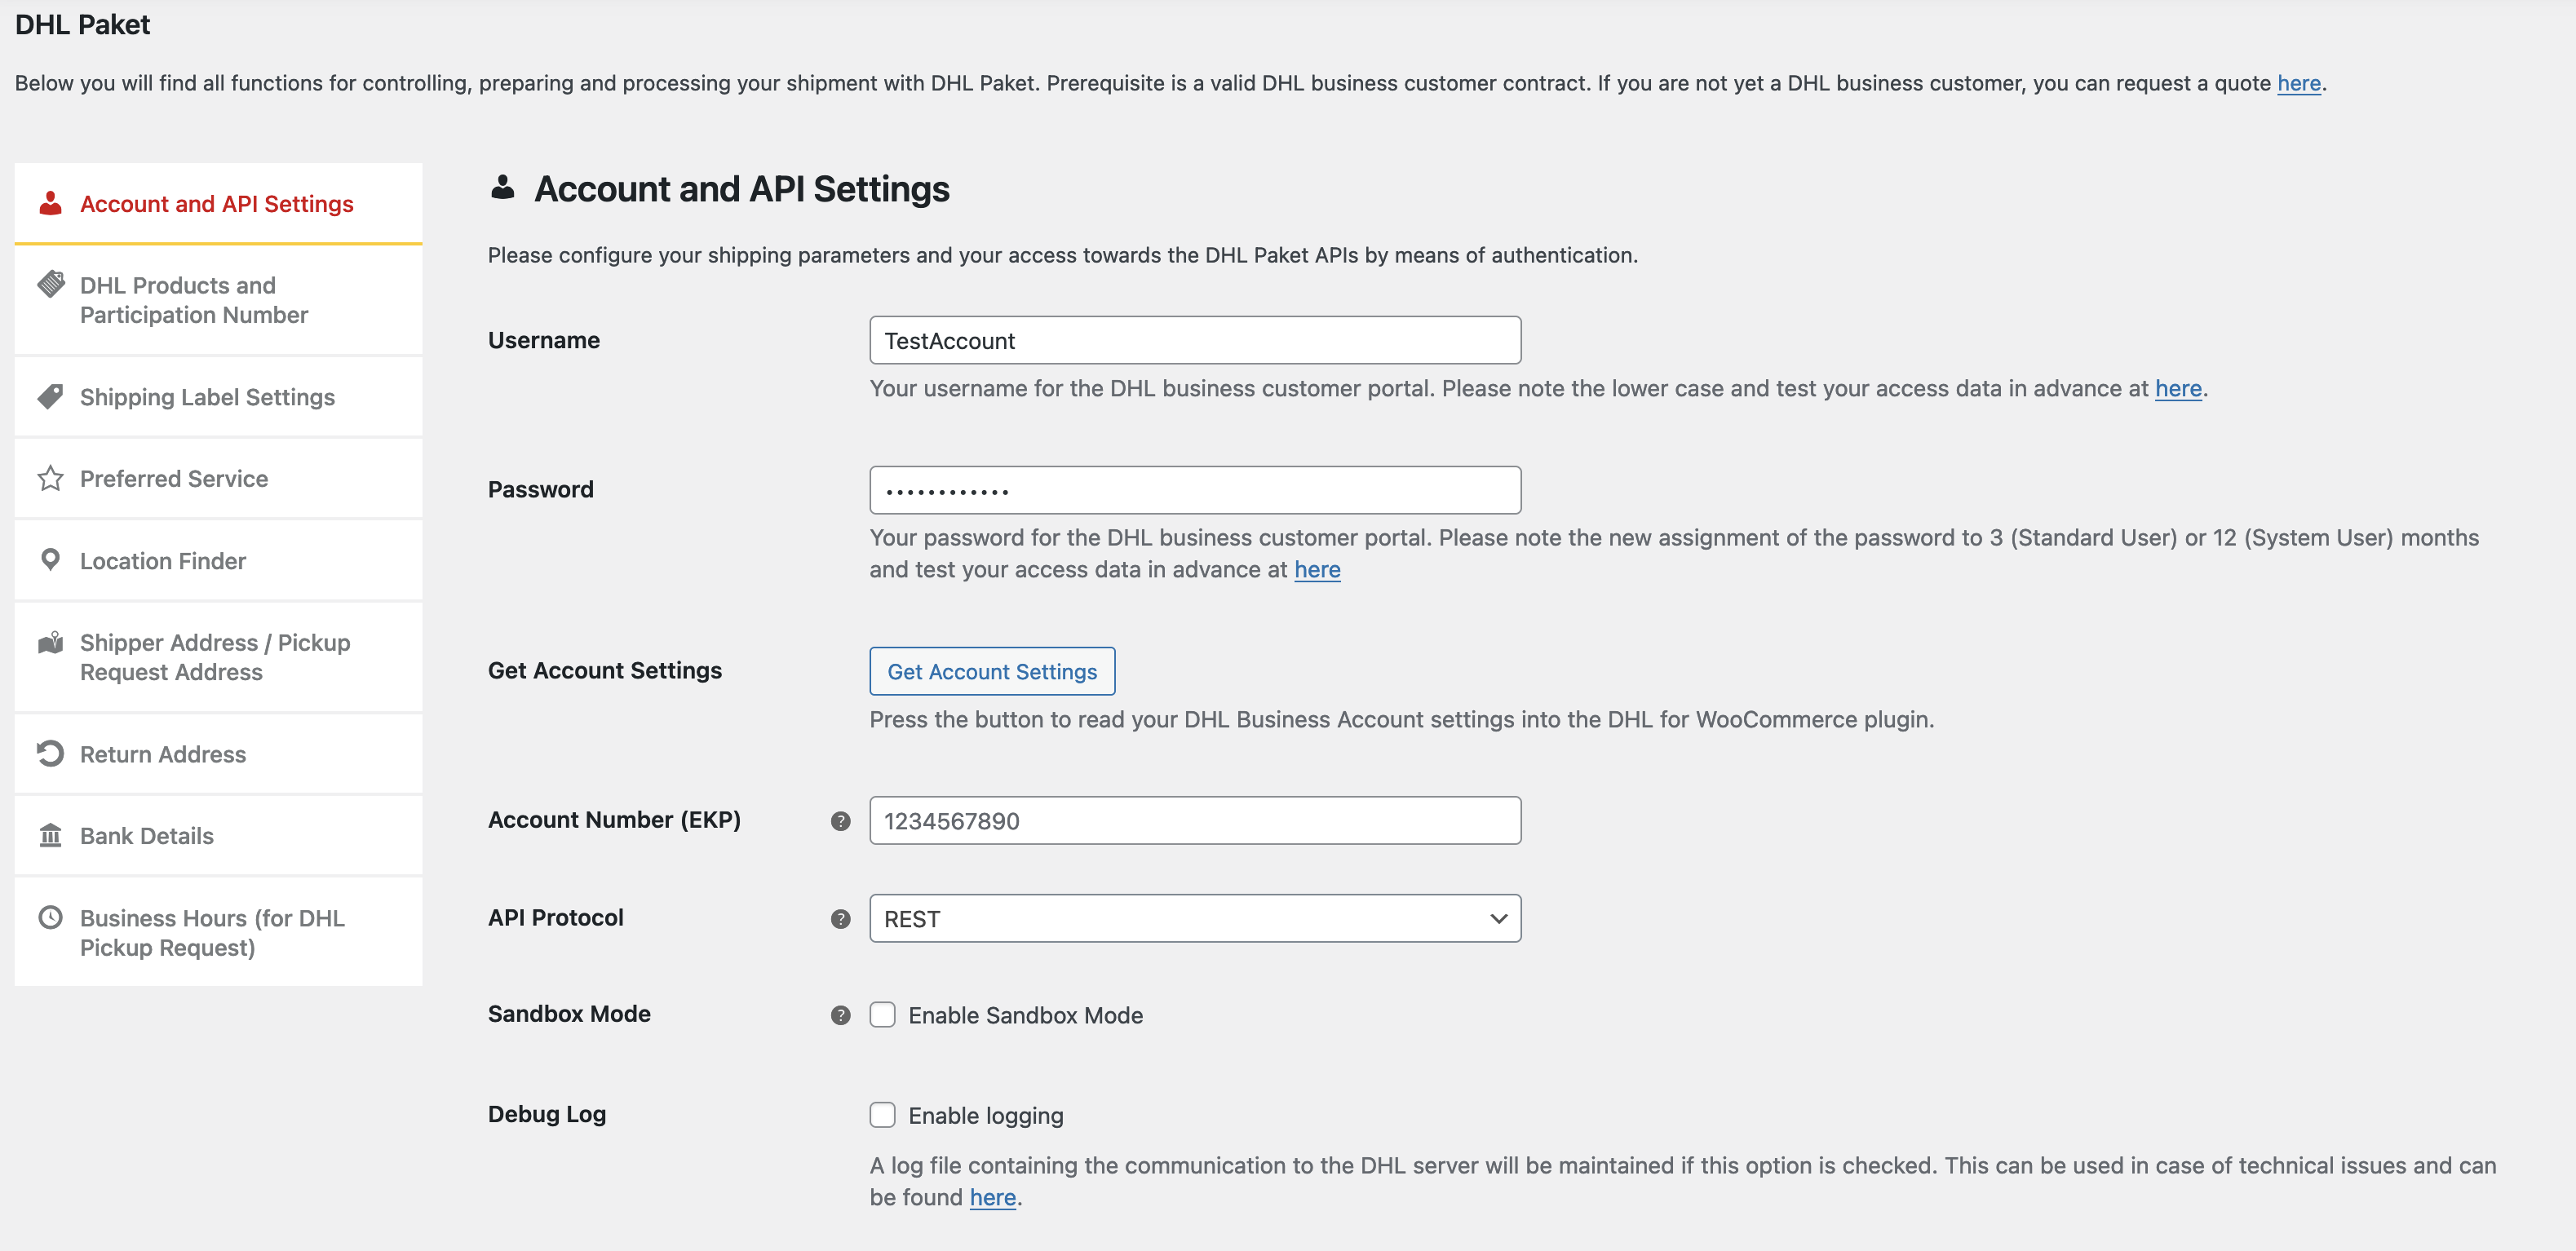 DHL Paket
Below you will find all functions for controlling, preparing and processing your shipment with DHL Paket. Prerequisite is a valid DHL business customer contract. If you are not yet a DHL business customer, you can request a quote here.
Account and API Settings
DHL Products and
Participation Number
Shipping Label Settings
Preferred Service
Location Finder
Shipper Address / Pickup
Request Address
Return Address
Bank Details
Business Hours (for DHL
Pickup Request)
Account and API Settings
Please configure your shipping parameters and your access towards the DHL Paket APIs by means of authentication.
Username
TestAccount
Your username for the DHL business customer portal. Please note the lower case and test your access data in advance at here.
Password
••••••••••••
Your password for the DHL business customer portal. Please note the new assignment of the password to 3 (Standard User) or 12 (System User) months
and test your access data in advance at here
Get Account Settings
Get Account Settings
Press the button to read your DHL Business Account settings into the DHL for WooCommerce plugin.
Account Number (EKP)
?
1234567890
API Protocol
?
REST
Sandbox Mode
?
Enable Sandbox Mode
Debug Log
Enable logging
A log file containing the communication to the DHL server will be maintained if this option is checked. This can be used in case of technical issues and can
be found here.